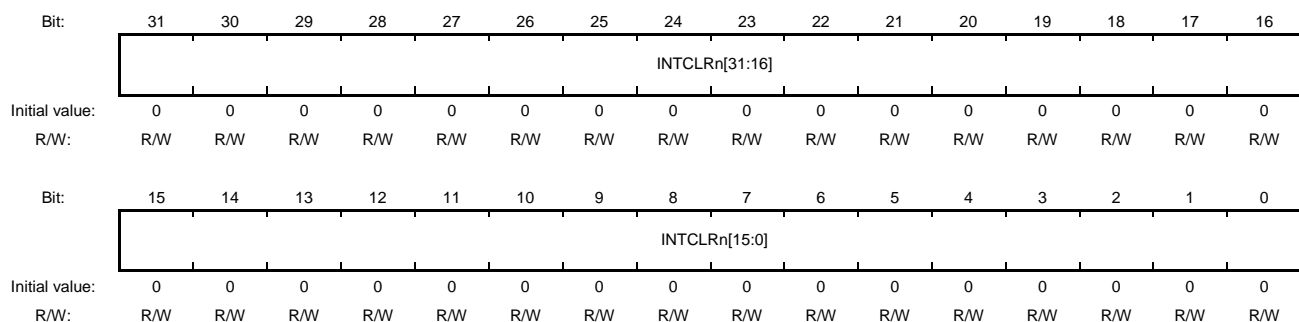 Bit: 31 30 29 28 27 26 25 24 23 22 21 20 19 18 17 16
INTCLRn[31:16]
Initial value: 0 0 0 0 0 0 0 0 0 0 0 0 0 0 0 0
R/W: R/W R/W R/W R/W R/W R/W R/W R/W R/W R/W R/W R/W R/W R/W R/W R/W
Bit: 15 14 13 12 11 10 9 8 7 6 5 4 3 2 1 0
INTCLRn[15:0]
Initial value: 0 0 0 0 0 0 0 0 0 0 0 0 0 0 0 0
R/W: R/W R/W R/W R/W R/W R/W R/W R/W R/W R/W R/W R/W R/W R/W R/W R/W